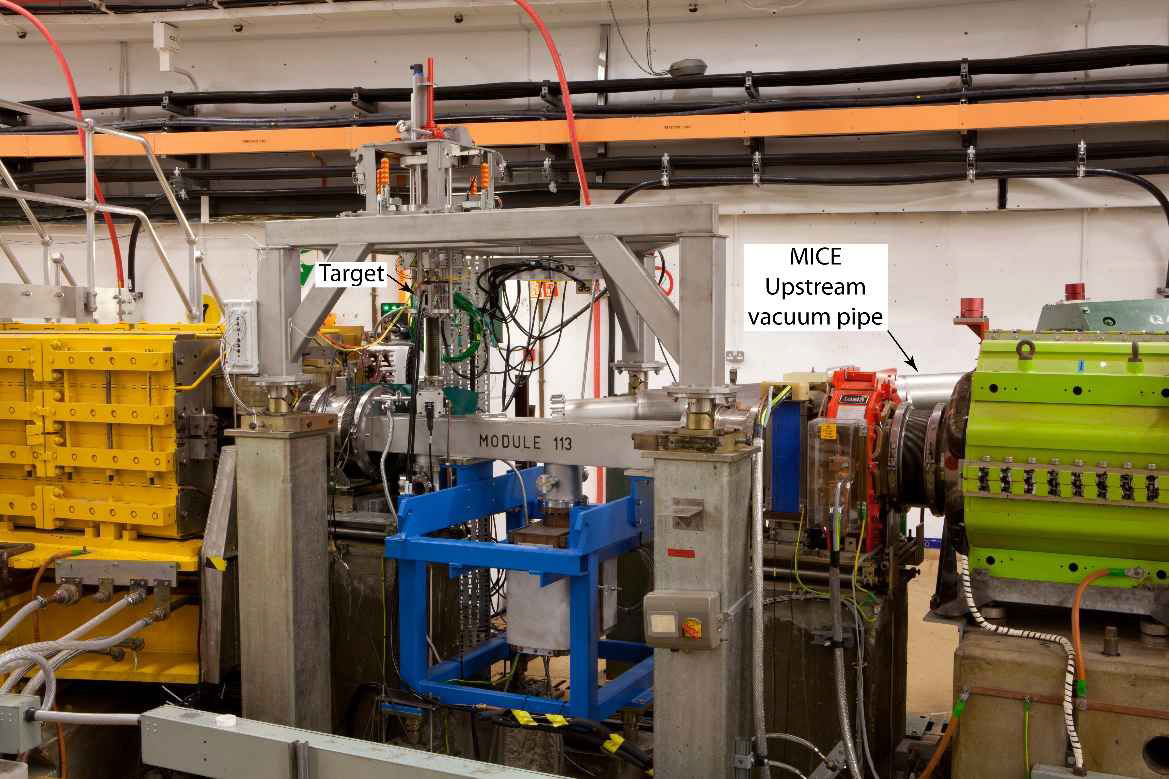 Target
MICE
Upstream
vacuum pipe
MODULE 113